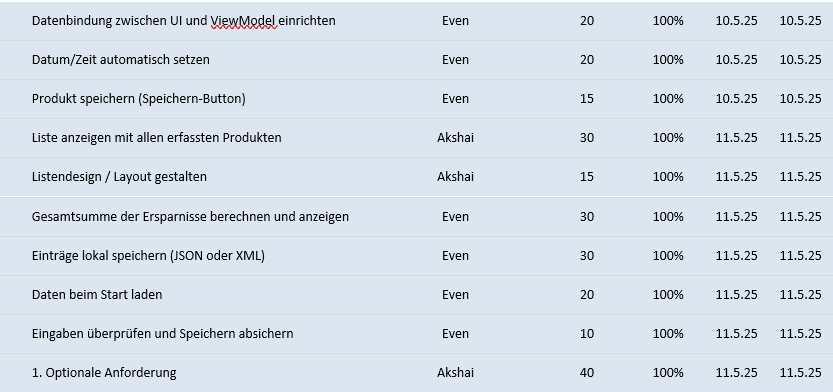 Datenbindung zwischen UI und ViewModel einrichten Even 20 100% 10.5.25 10.5.25
Datum/Zeit automatisch setzen Even 20 100% 10.5.25 10.5.25
Produkt speichern (Speichern-Button) Even 15 100% 10.5.25 10.5.25
Liste anzeigen mit allen erfassten Produkten Akshai 30 100% 11.5.25 11.5.25
Listendesign / Layout gestalten Akshai 15 100% 11.5.25 11.5.25
Gesamtsumme der Ersparnisse berechnen und anzeigen Even 30 100% 11.5.25 11.5.25
Einträge lokal speichern (JSON oder XML) Even 30 100% 11.5.25 11.5.25
Daten beim Start laden Even 20 100% 11.5.25 11.5.25
Eingaben überprüfen und Speichern absichern Even 10 100% 11.5.25 11.5.25
1. Optionale Anforderung Akshai 40 100% 11.5.25 11.5.25